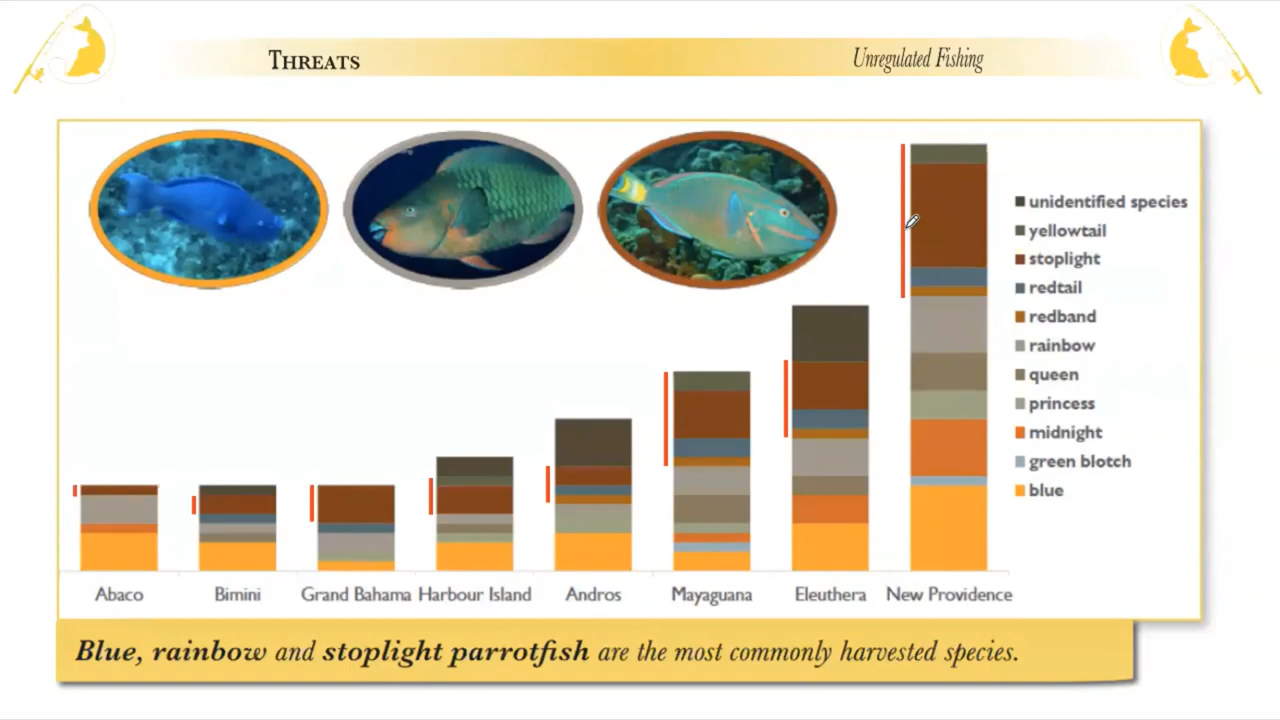 THREATS
Unregulated Fishing
unidentified species
yellowtail
stoplight
redtail
redband
rainbow
queen
princess
midnight
green blotch
blue
Abaco
Bimini
Grand Bahama
Harbour Island
Andros
Mayaguana
Eleuthera
New Providence
Blue, rainbow and stoplight parrotfish are the most commonly harvested species.